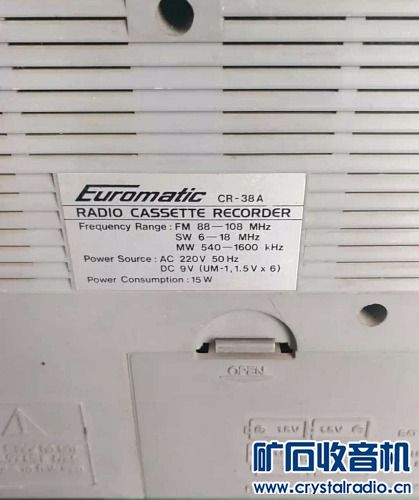 Euromatic CR-38A
RADIO CASSETTE RECORDER
Frequency Range : FM 88—108 MHz
SW 6—18 MHz
MW 540—1600 kHz
Power Source : AC 220V 50Hz
DC 9V (UM-1, 1.5V x 6)
Power Consumption : 15W
OPEN
1.5V 1.5V
矿石收音机
www.crystalradio.cn